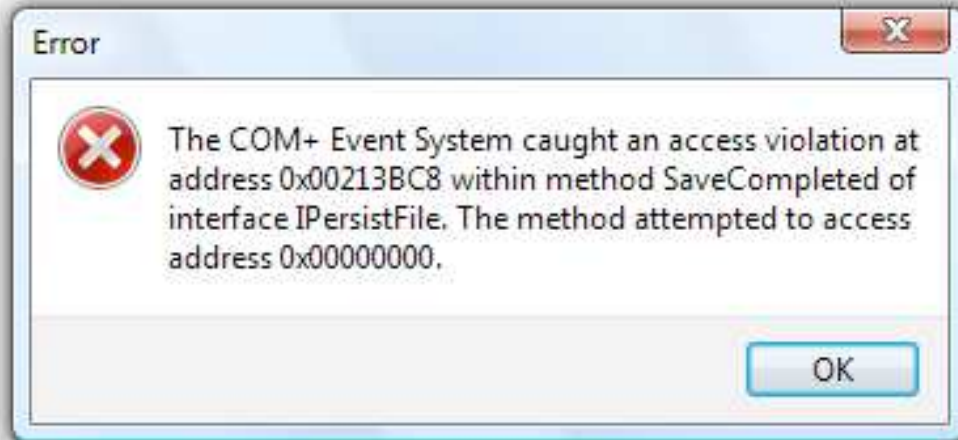 Error
The COM+ Event System caught an access violation at
address 0x00213BC8 within method SaveCompleted of
interface IPersistFile. The method attempted to access
address 0x00000000.
OK